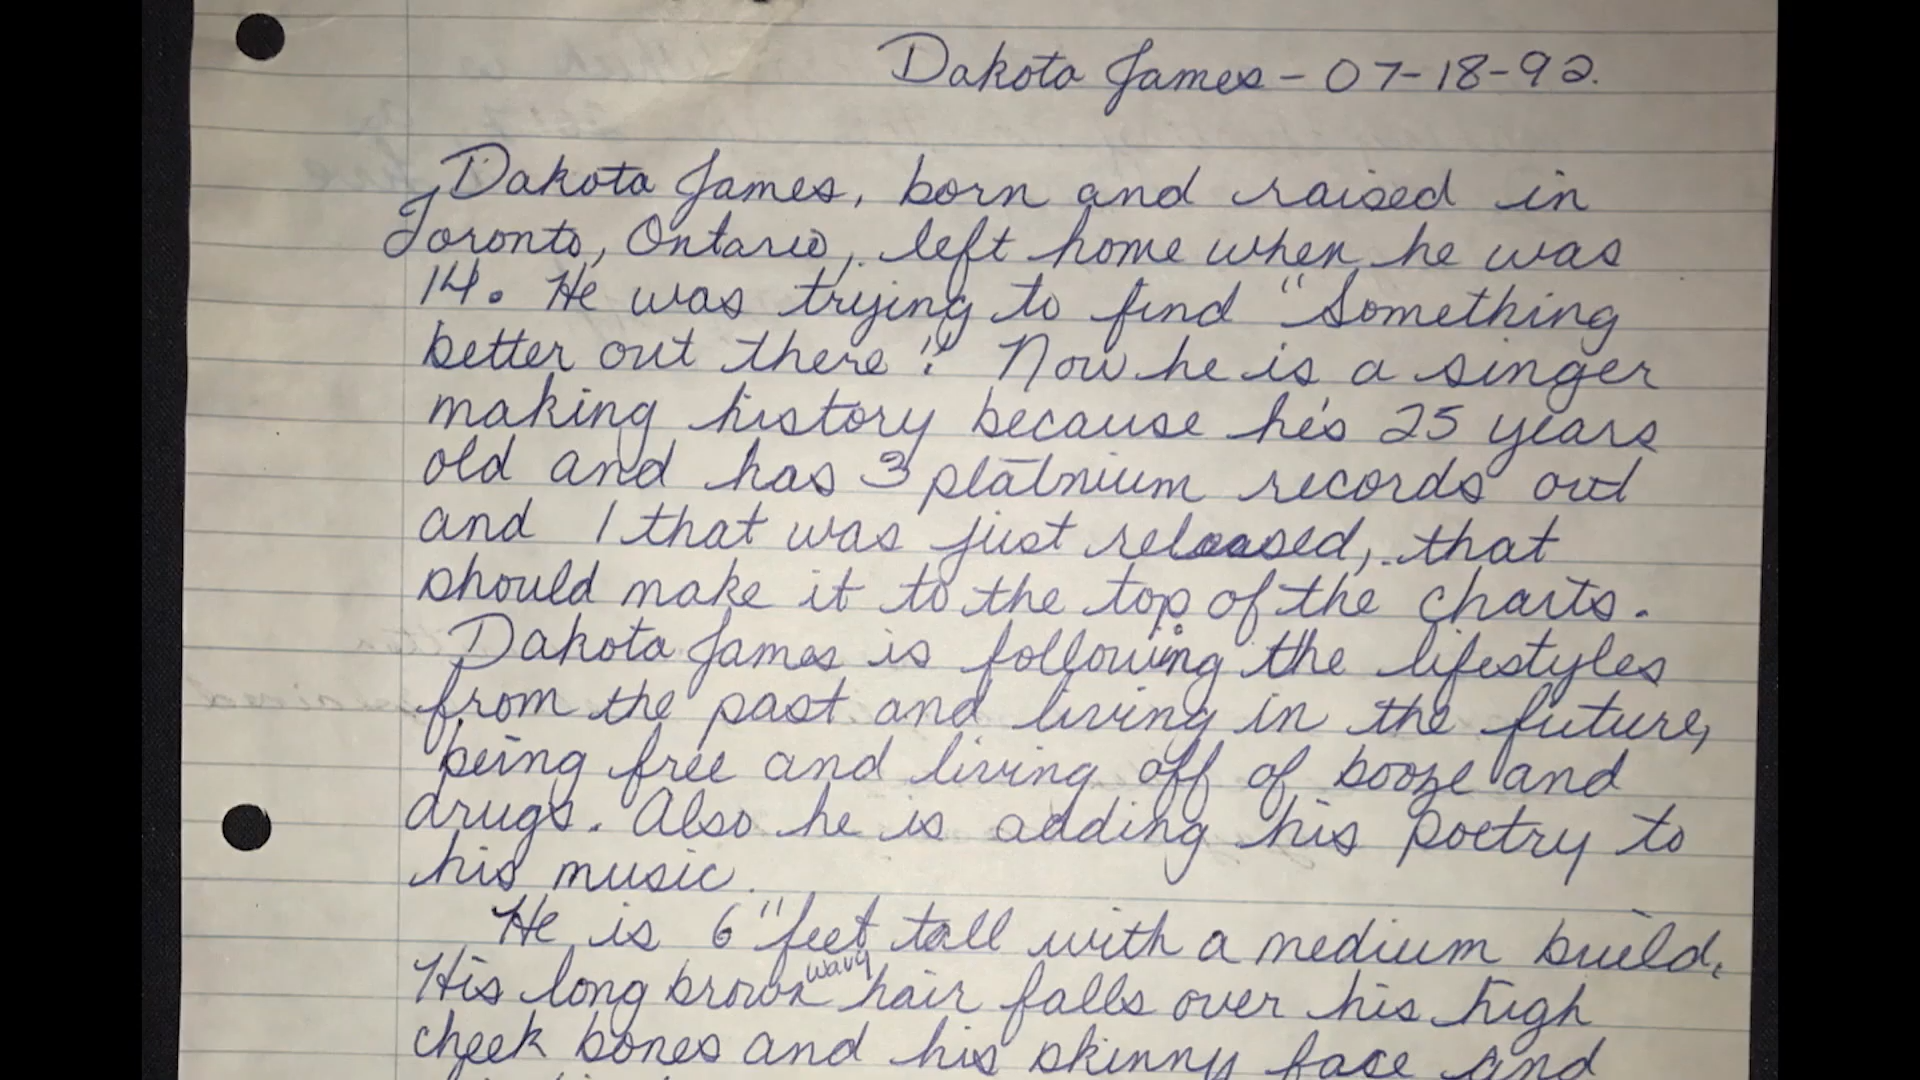 Dakota James - 07-18-92.
Dakota James, born and raised in
Toronto, Ontario, left home when he was
14. He was trying to find "Something
better out there". Now he is a singer
making history because he's 25 years
old and has 3 platnium records out
and 1 that was just released, that
should make it to the top of the charts.
Dakota James is following the lifestyles
from the past and living in the future,
being free and living off of booze and
drugs. Also he is adding his poetry to
his music.
He is 6" feet tall with a medium build.
His long brown wavy hair falls over his high
cheek bones and his skinny face and